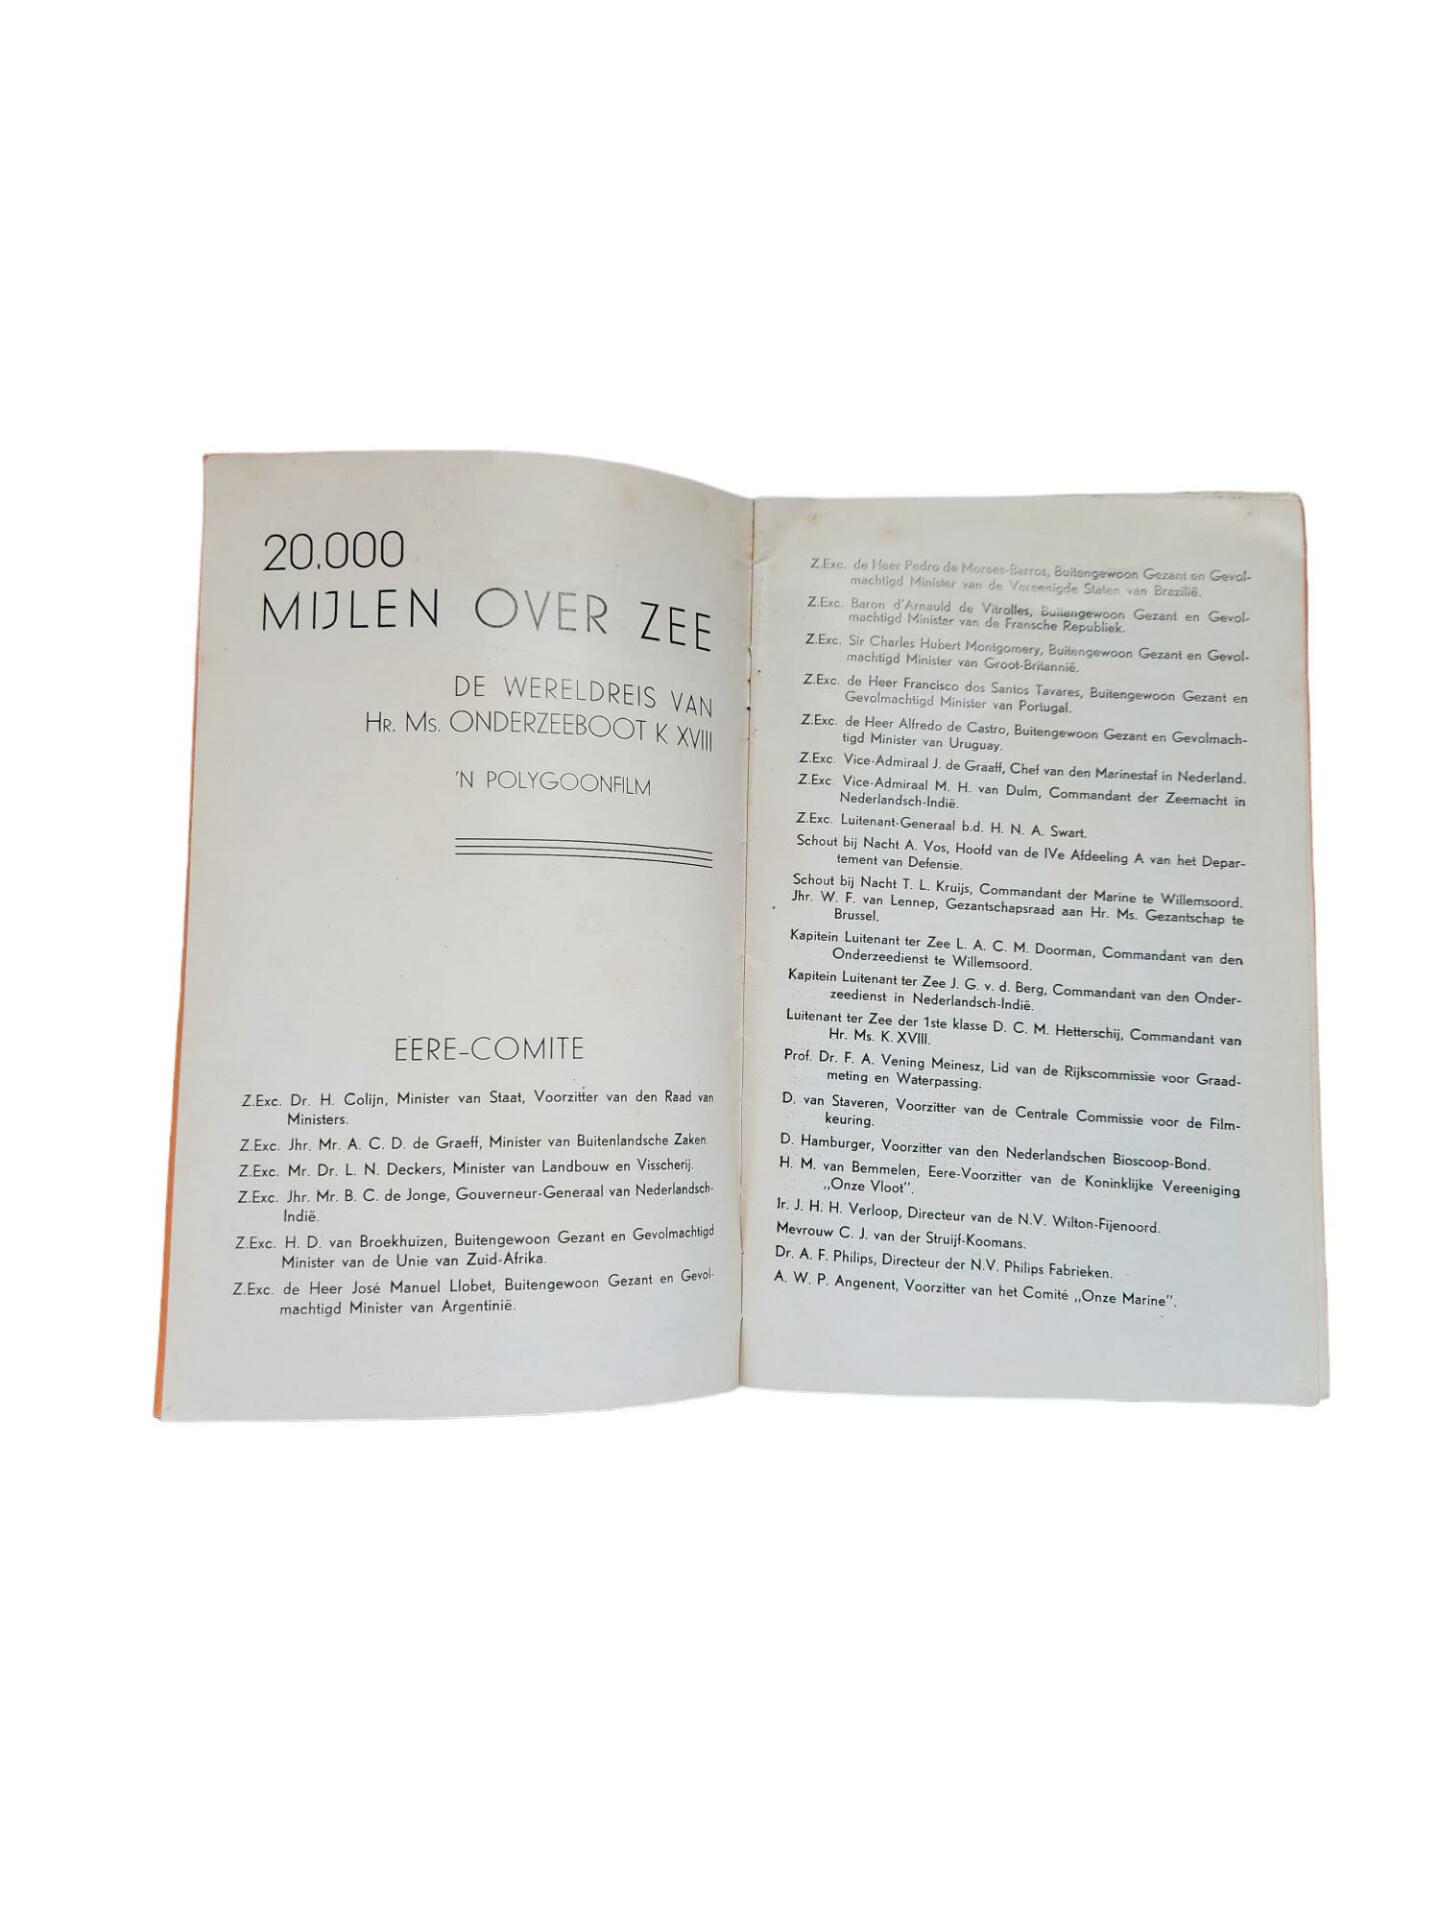 20.000
MIJLEN OVER ZEE
DE WERELDREIS VAN
HR. MS. ONDERZEEBOOT K XVIII
'N POLYGOONFILM
EERE-COMITE
Z.Exc. Dr. H. Colijn, Minister van Staat, Voorzitter van den Raad van
Ministers.
Z.Exc. Jhr. Mr. A. C. D. de Graeff, Minister van Buitenlandsche Zaken.
Z.Exc. Mr. Dr. L. N. Deckers, Minister van Landbouw en Visscherij.
Z.Exc. Jhr. Mr. B. C. de Jonge, Gouverneur-Generaal van Nederlandsch-
Indië.
Z.Exc. H. D. van Broekhuizen, Buitengewoon Gezant en Gevolmachtigd
Minister van de Unie van Zuid-Afrika.
Z.Exc. de Heer José Manuel Llobet, Buitengewoon Gezant en Gevol-
machtigd Minister van Argentinië.
Z.Exc. de Heer Pedro de Moraes-Barros, Buitengewoon Gezant en Gevol-
machtigd Minister van de Vereenigde Staten van Brazilië.
Z.Exc. Baron d'Arnauld de Vitrolles, Buitengewoon Gezant en Gevol-
machtigd Minister van de Fransche Republiek.
Z.Exc. Sir Charles Hubert Montgomery, Buitengewoon Gezant en Gevol-
machtigd Minister van Groot-Britannië.
Z.Exc. de Heer Francisco dos Santos Tavares, Buitengewoon Gezant en
Gevolmachtigd Minister van Portugal.
Z.Exc. de Heer Alfredo de Castro, Buitengewoon Gezant en Gevolmach-
tigd Minister van Uruguay.
Z.Exc. Vice-Admiraal J. de Graaff, Chef van den Marinestaf in Nederland.
Z.Exc. Vice-Admiraal M. H. van Dulm, Commandant der Zeemacht in
Nederlandsch-Indië.
Z.Exc. Luitenant-Generaal b.d. H. N. A. Swart.
Schout bij Nacht A. Vos, Hoofd van de IVe Afdeeling A van het Depar-
tement van Defensie.
Schout bij Nacht T. L. Kruijs, Commandant der Marine te Willemsoord.
Jhr. W. F. van Lennep, Gezantschapsraad aan Hr. Ms. Gezantschap te
Brussel.
Kapitein Luitenant ter Zee L. A. C. M. Doorman, Commandant van den
Onderzeedienst te Willemsoord.
Kapitein Luitenant ter Zee J. G. v. d. Berg, Commandant van den Onder-
zeedienst in Nederlandsch-Indië.
Luitenant ter Zee der 1ste klasse D. C. M. Hetterschij, Commandant van
Hr. Ms. K. XVIII.
Prof. Dr. F. A. Vening Meinesz, Lid van de Rijkscommissie voor Graad-
meting en Waterpassing.
D. van Staveren, Voorzitter van de Centrale Commissie voor de Film-
keuring.
D. Hamburger, Voorzitter van den Nederlandschen Bioscoop-Bond.
H. M. van Bemmelen, Eere-Voorzitter van de Koninklijke Vereeniging
„Onze Vloot".
Ir. J. H. H. Verloop, Directeur van de N.V. Wilton-Fijenoord.
Mevrouw C. J. van der Struijf-Koomans.
Dr. A. F. Philips, Directeur der N.V. Philips Fabrieken.
A. W. P. Angenent, Voorzitter van het Comité „Onze Marine".